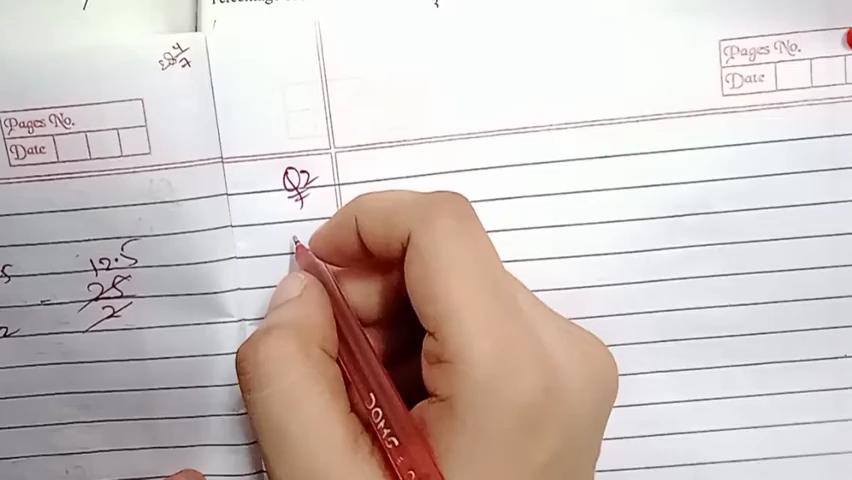 Pages No.
Date
12.5
25
2
Q2
Pages No.
Date
DOMS